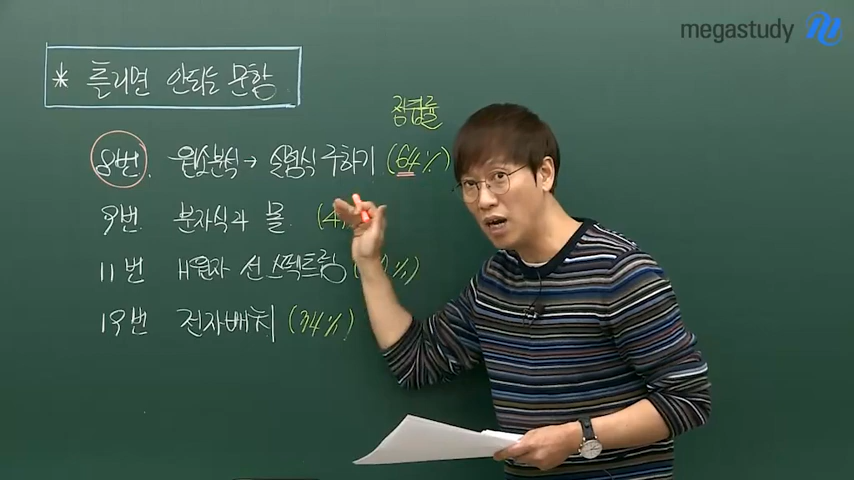 megastudy
* 틀리면 안되는 문항
정답률
8번. 원소분석 → 실험식 구하기 (64%)
9번. 분자식과 몰 (4
11번 H원자 선스펙트럼 ( %)
19번 전자배치 (34%)